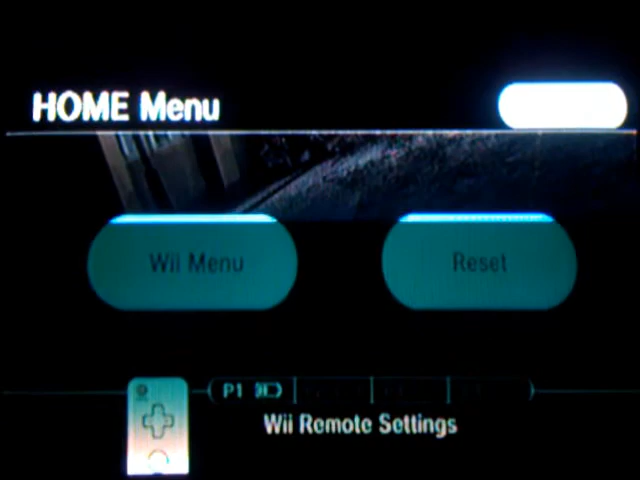 HOME Menu
Wii Menu
Reset
P1
Wii Remote Settings